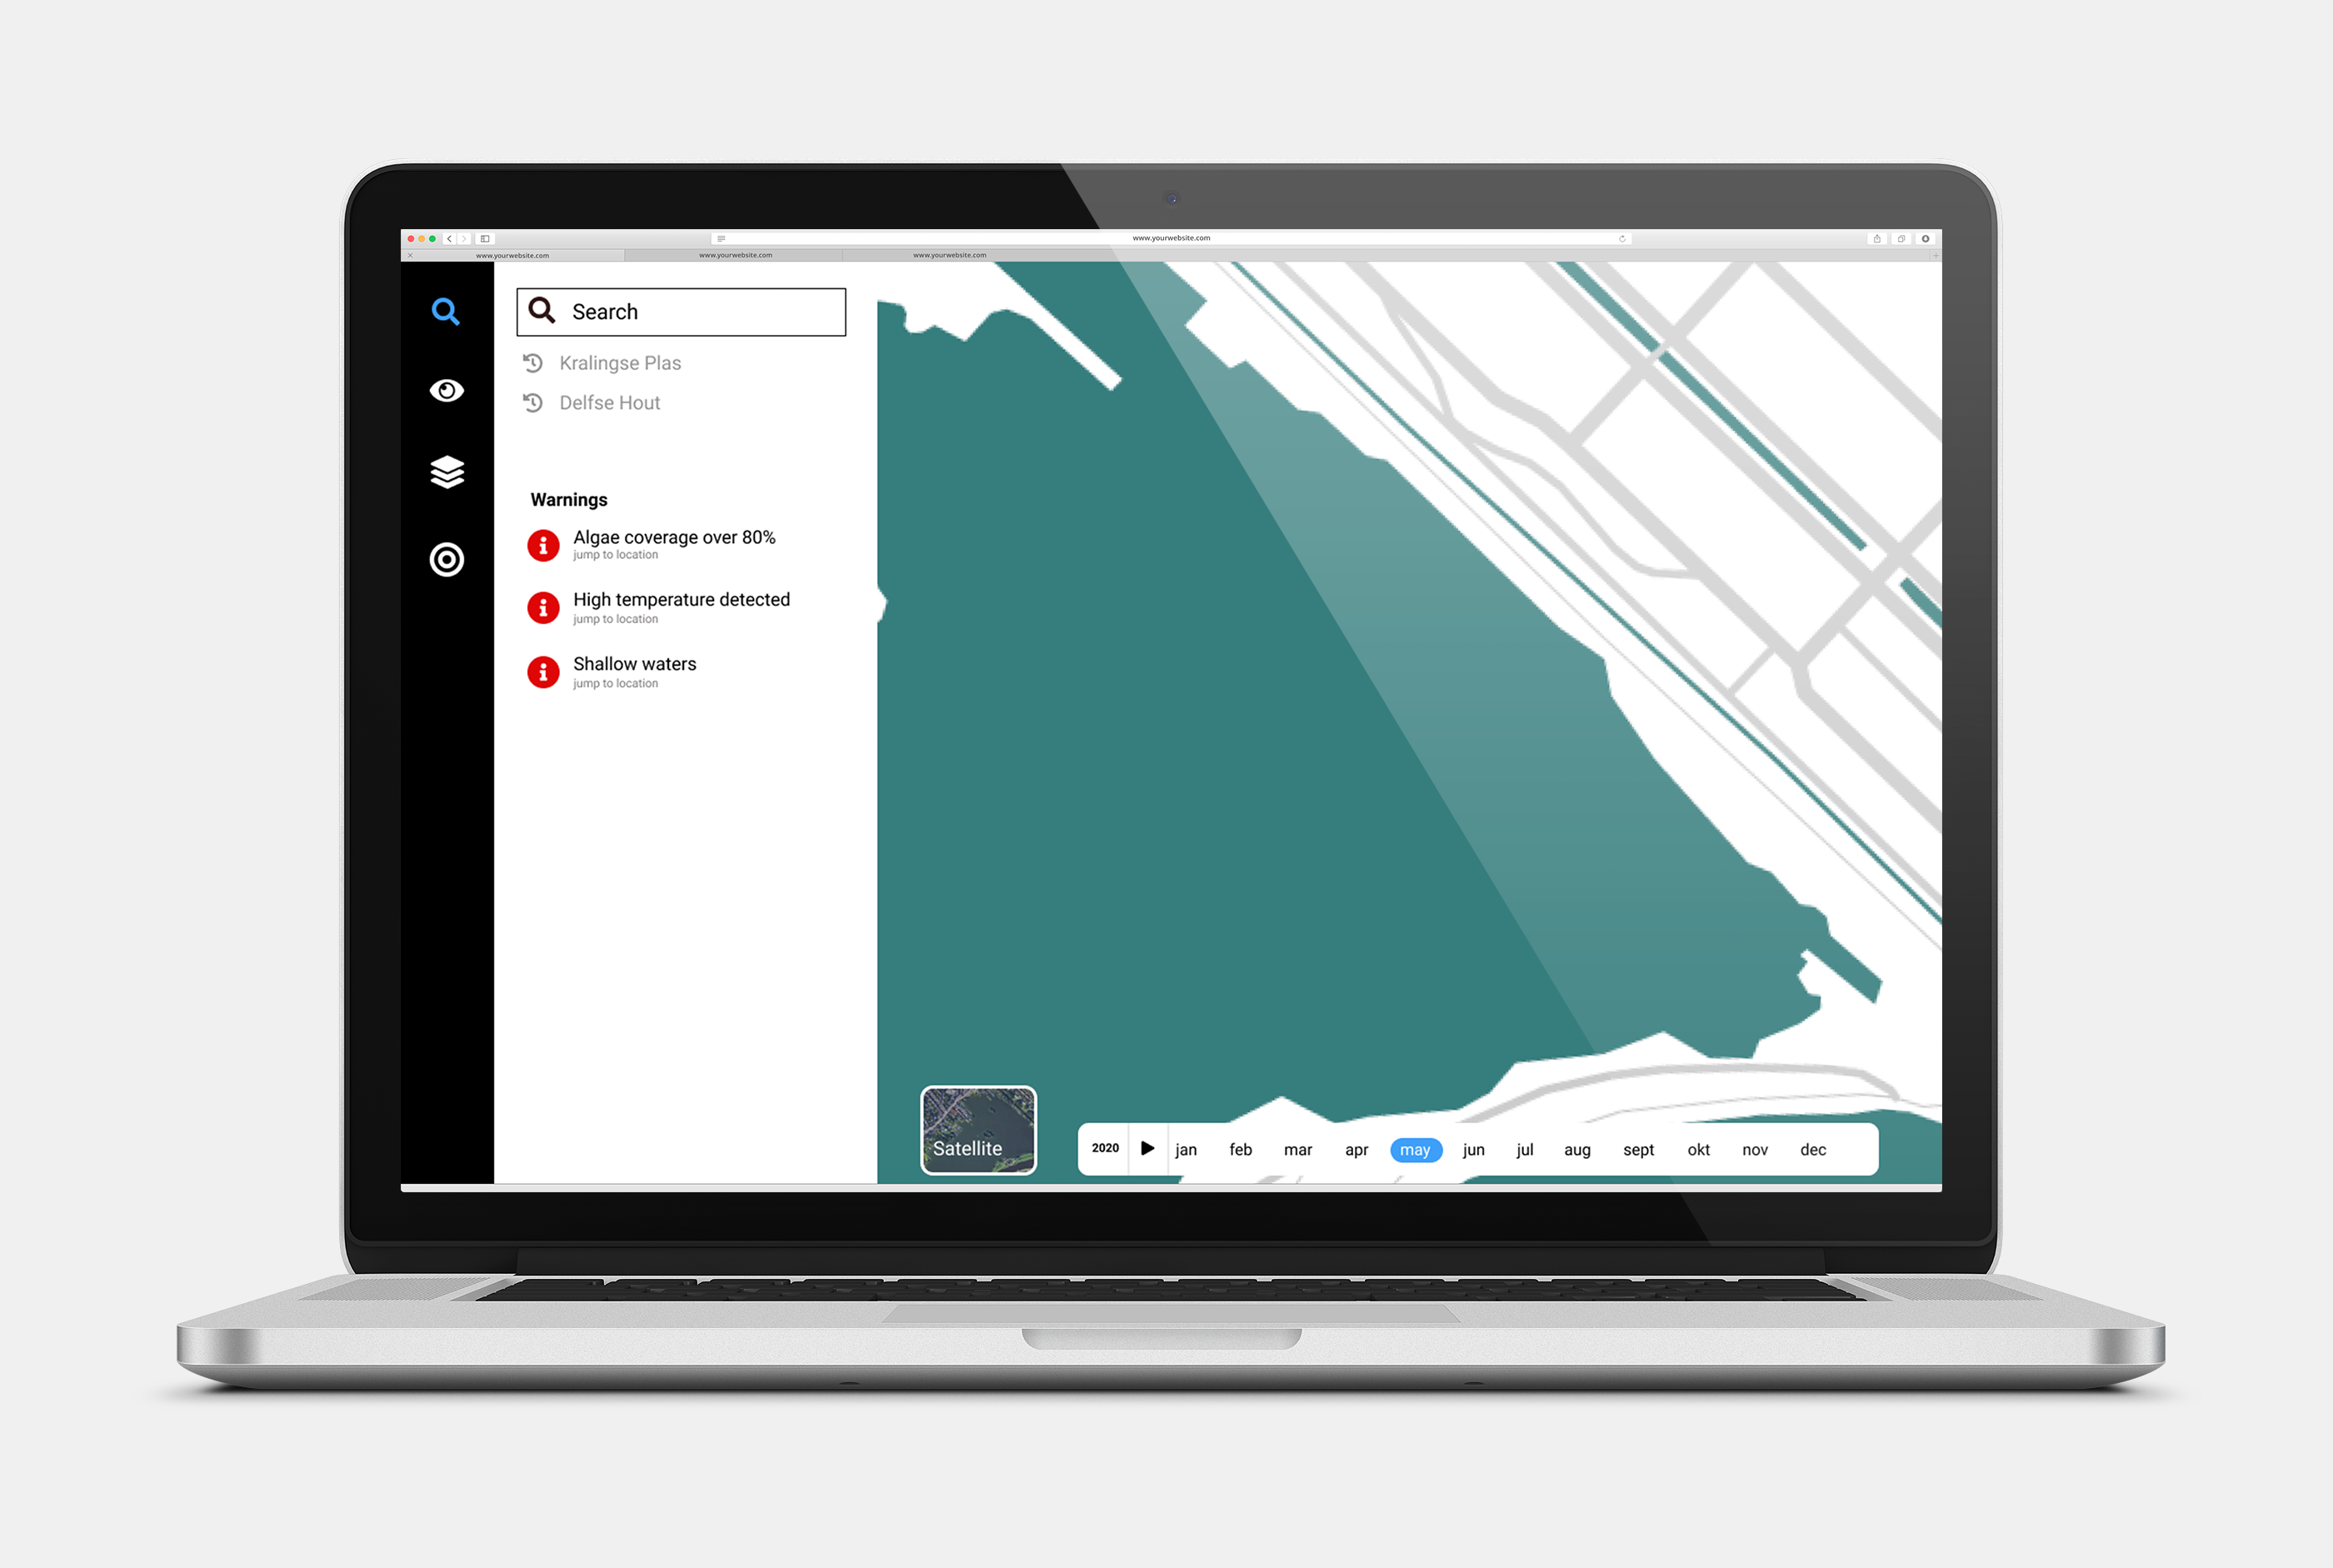 www.yourwebsite.com
www.yourwebsite.com
www.yourwebsite.com
www.yourwebsite.com
Search
Kralingse Plas
Delfse Hout
Warnings
Algae coverage over 80%
jump to location
High temperature detected
jump to location
Shallow waters
jump to location
Satellite
2020 jan feb mar apr may jun jul aug sept okt nov dec